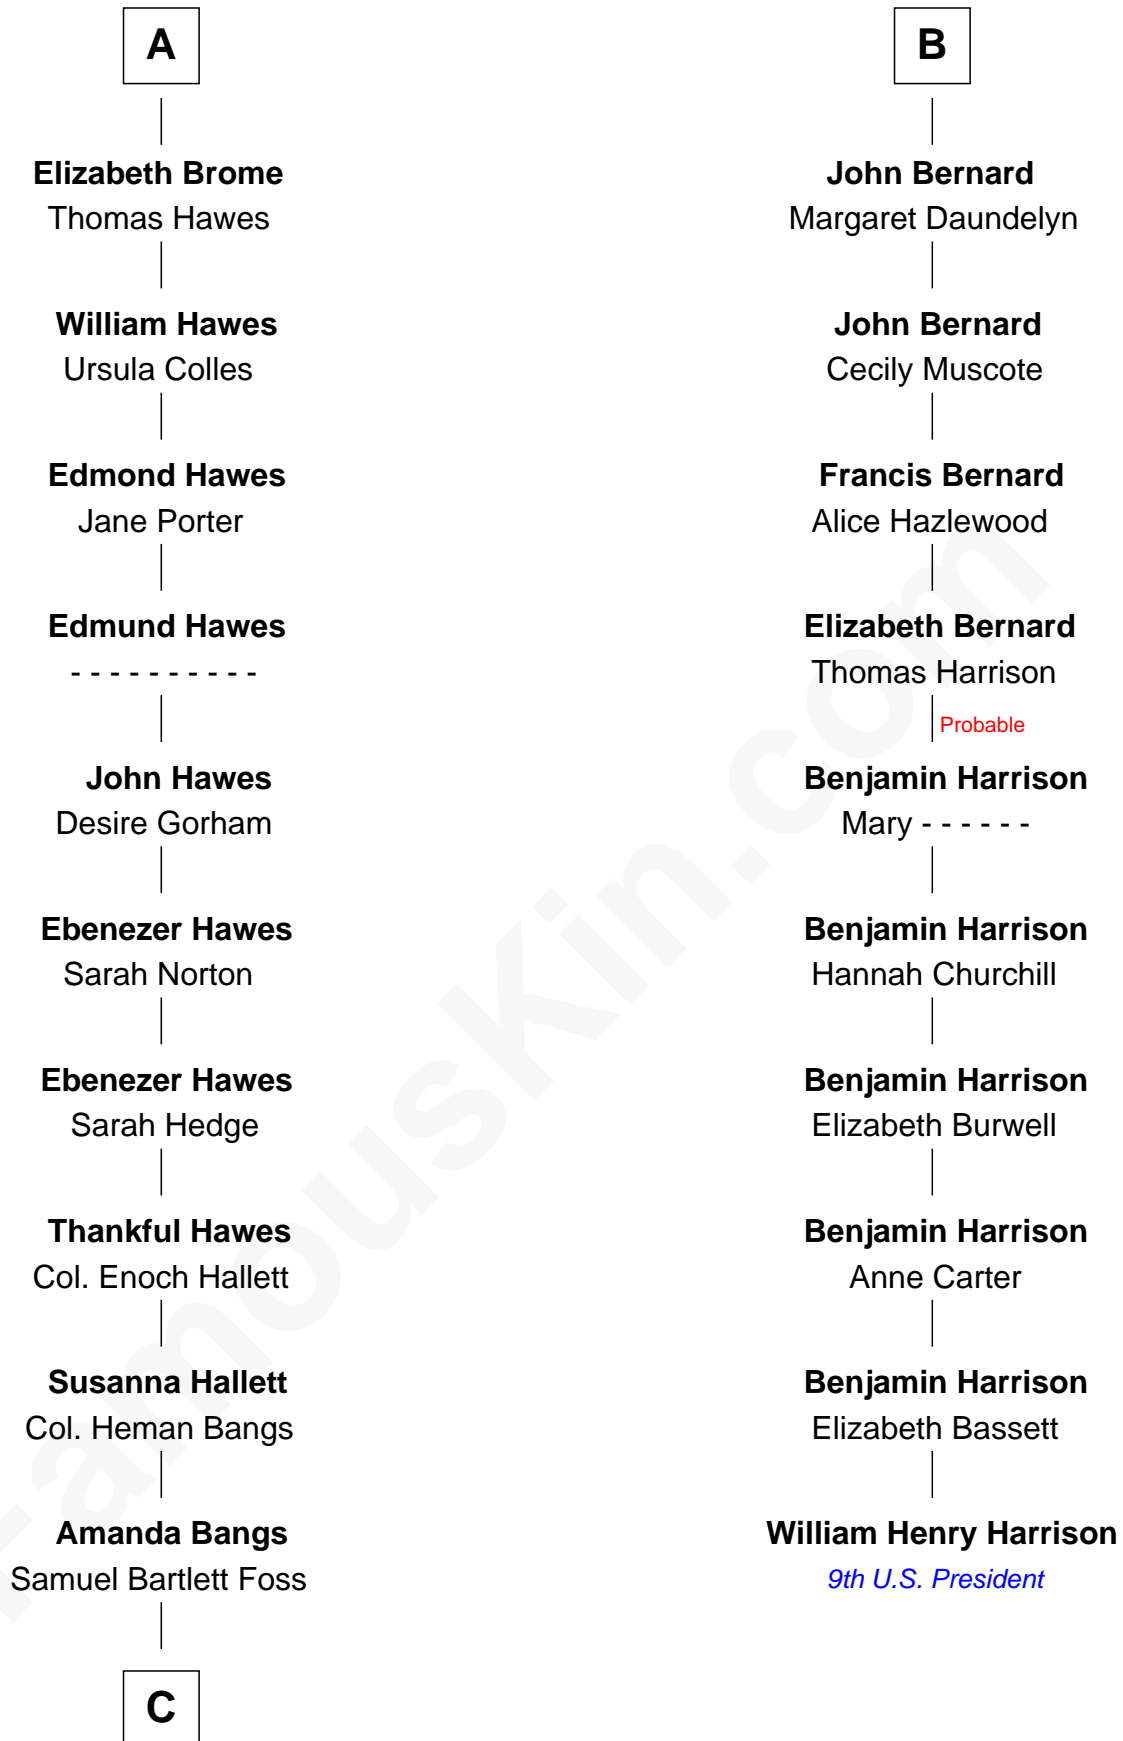 A
Elizabeth Brome
Thomas Hawes
William Hawes
Ursula Colles
Edmond Hawes
Jane Porter
Edmund Hawes
- - - - - - - - - -
John Hawes
Desire Gorham
Ebenezer Hawes
Sarah Norton
Ebenezer Hawes
Sarah Hedge
Thankful Hawes
Col. Enoch Hallett
Susanna Hallett
Col. Heman Bangs
Amanda Bangs
Samuel Bartlett Foss
C
B
John Bernard
Margaret Daundelyn
John Bernard
Cecily Muscote
Francis Bernard
Alice Hazlewood
Elizabeth Bernard
Thomas Harrison
Probable
Benjamin Harrison
Mary - - - - - -
Benjamin Harrison
Hannah Churchill
Benjamin Harrison
Elizabeth Burwell
Benjamin Harrison
Anne Carter
Benjamin Harrison
Elizabeth Bassett
William Henry Harrison
9th U.S. President
FamousKin.com